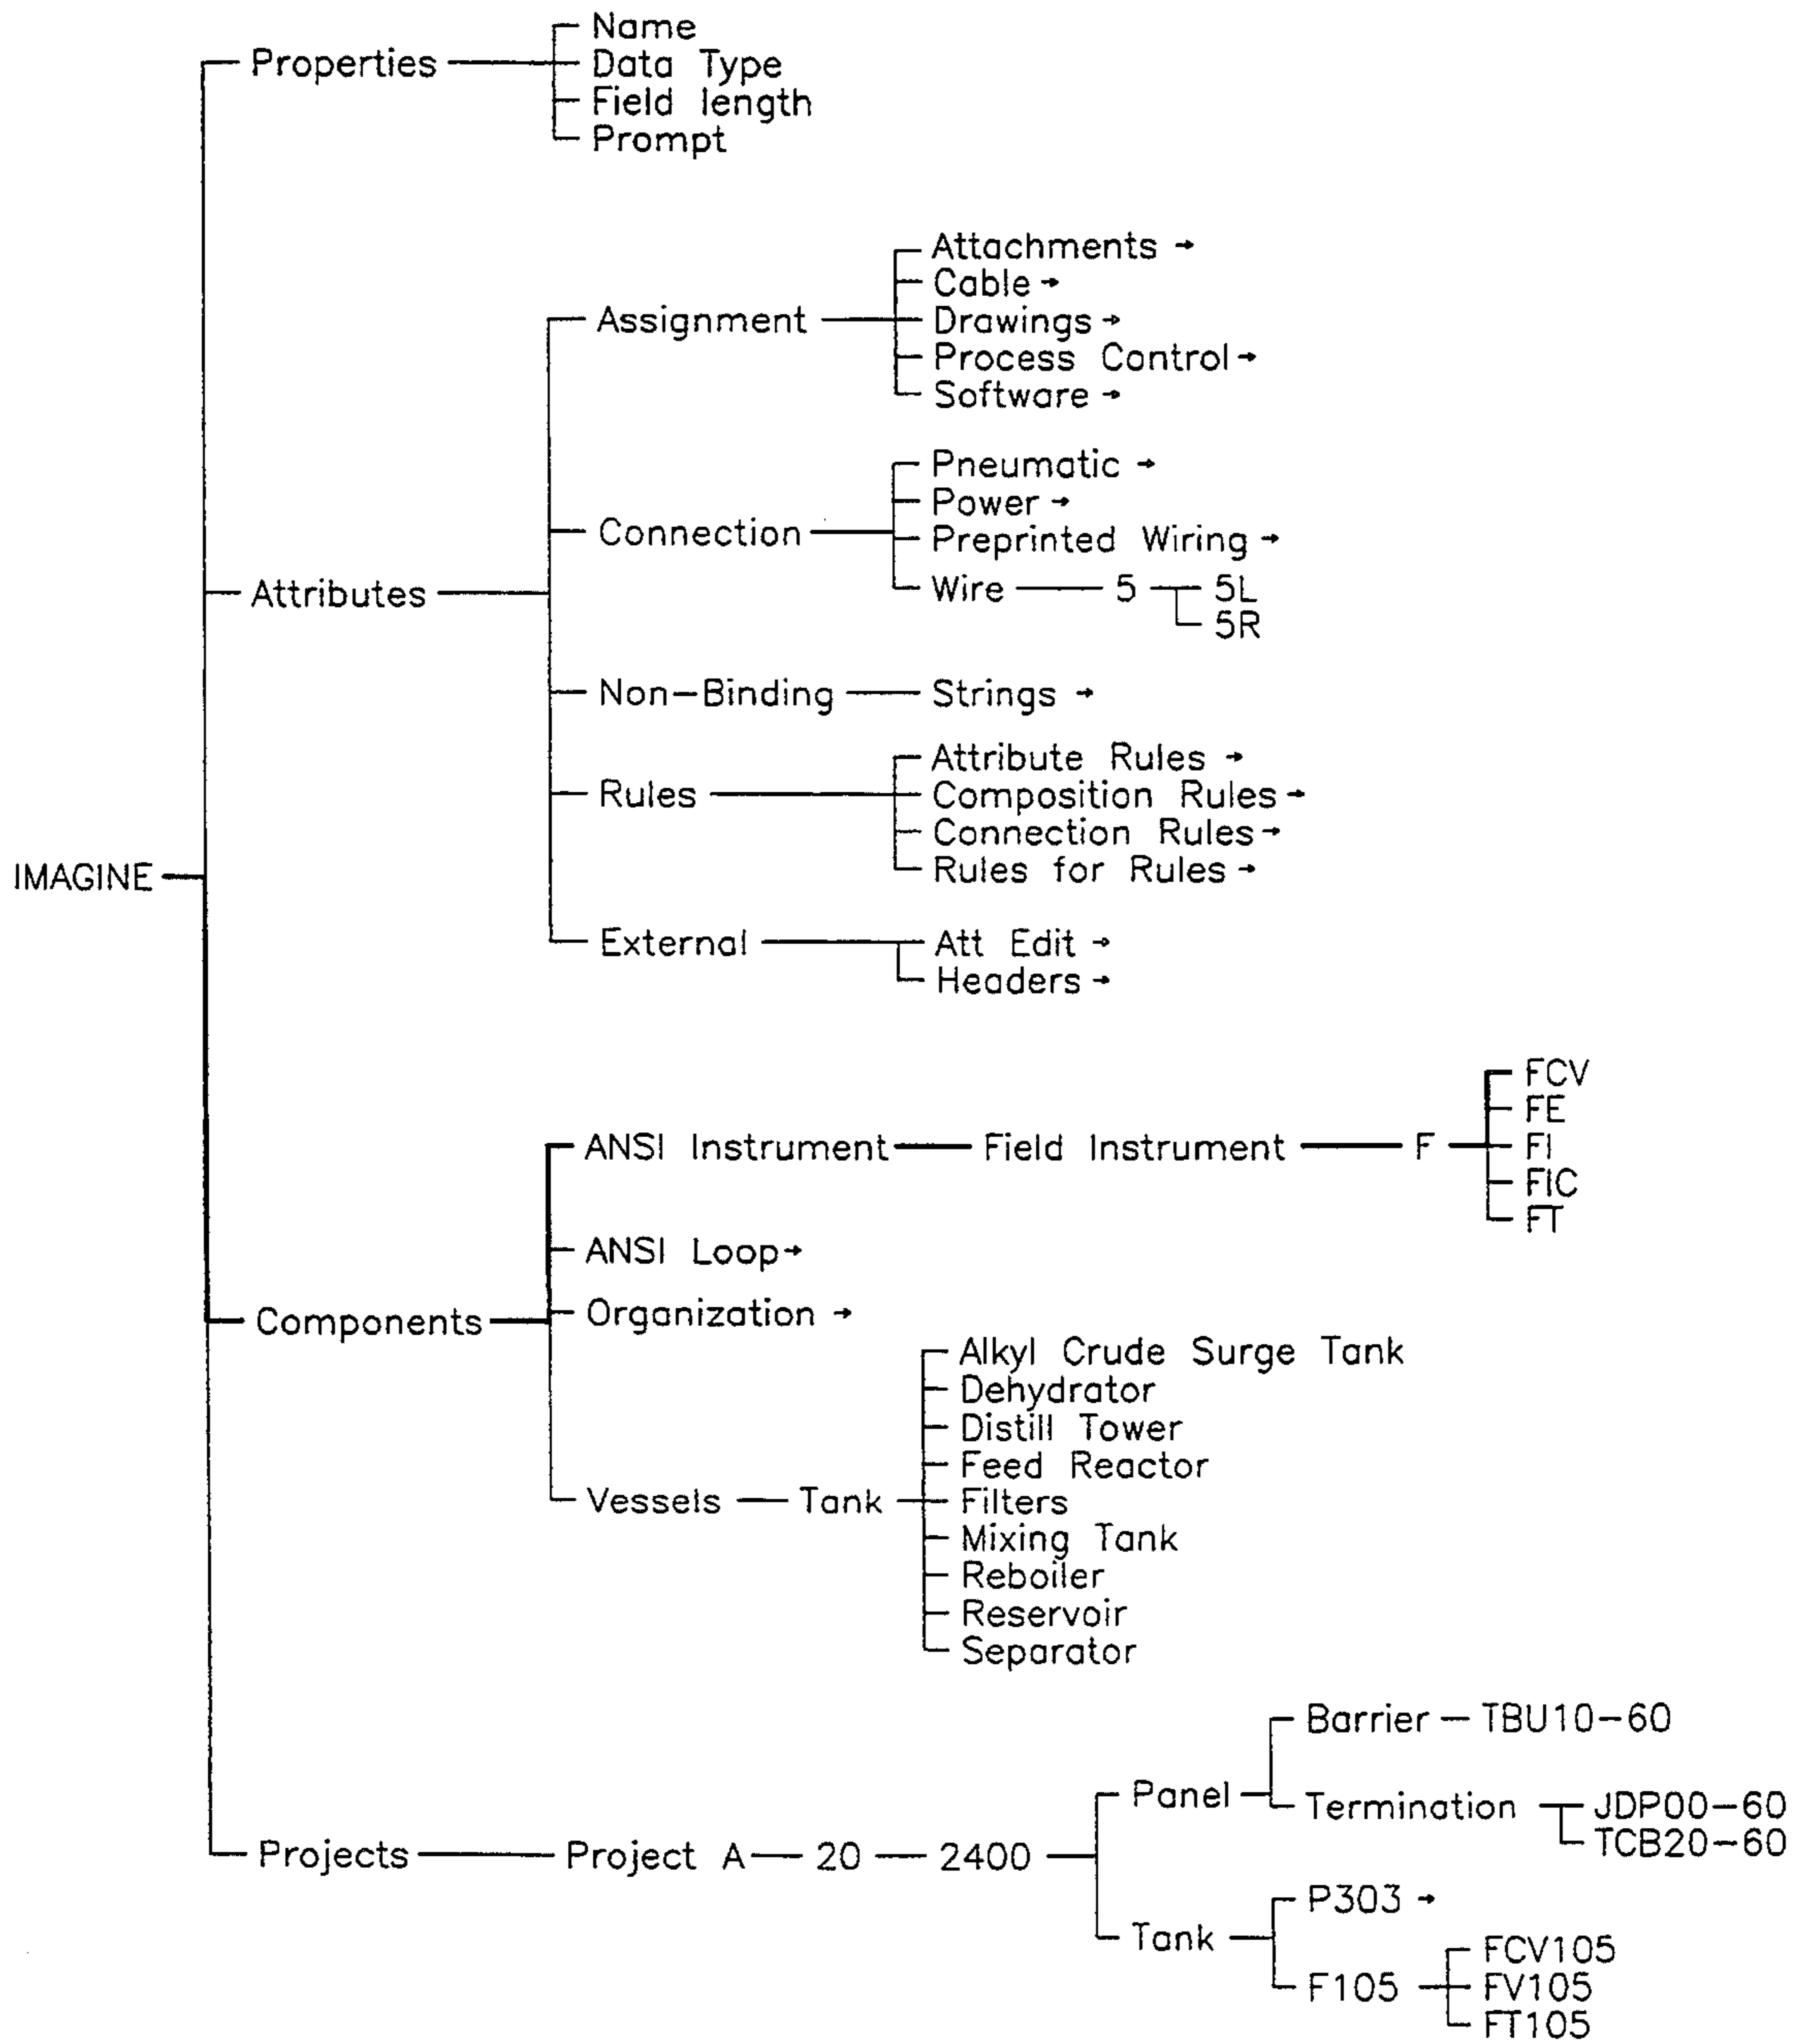 Name
Properties
Data Type
Field length
Prompt
Attachments →
Cable →
Assignment
Drawings →
Process Control →
Software →
Pneumatic →
Power →
Connection
Preprinted Wiring →
Wire 5 5L
5R
Attributes
Non-Binding Strings →
Attribute Rules →
Rules
Composition Rules →
Connection Rules →
Rules for Rules →
IMAGINE
External Att Edit →
Headers →
FCV
FE
ANSI Instrument Field Instrument F FI
FIC
FT
ANSI Loop →
Organization →
Components
Alkyl Crude Surge Tank
Dehydrator
Distill Tower
Feed Reactor
Vessels Tank Filters
Mixing Tank
Reboiler
Reservoir
Separator
Barrier TBU10-60
Panel
Termination JDP00-60
TCB20-60
Projects Project A 20 2400
P303 →
Tank
FCV105
F105 FV105
FT105